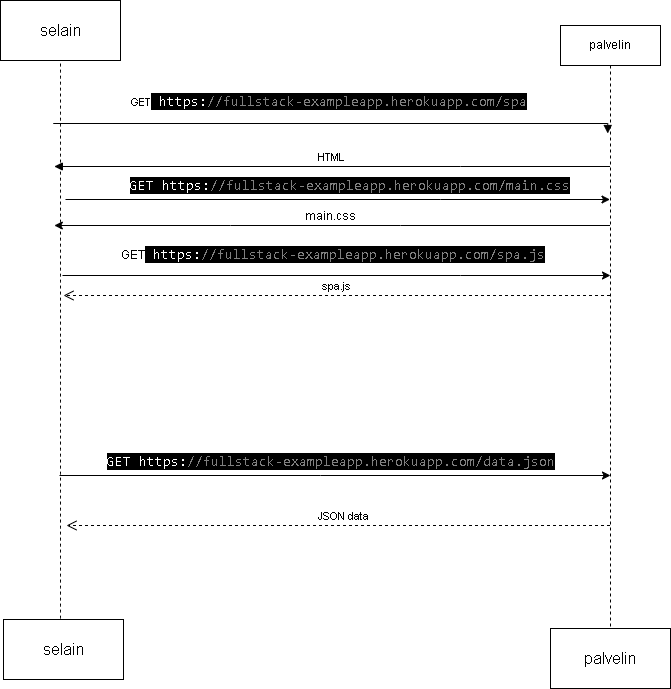 selain
palvelin
GET https://fullstack-exampleapp.herokuapp.com/spa
HTML
GET https://fullstack-exampleapp.herokuapp.com/main.css
main.css
GET https://fullstack-exampleapp.herokuapp.com/spa.js
spa.js
GET https://fullstack-exampleapp.herokuapp.com/data.json
JSON data
selain
palvelin